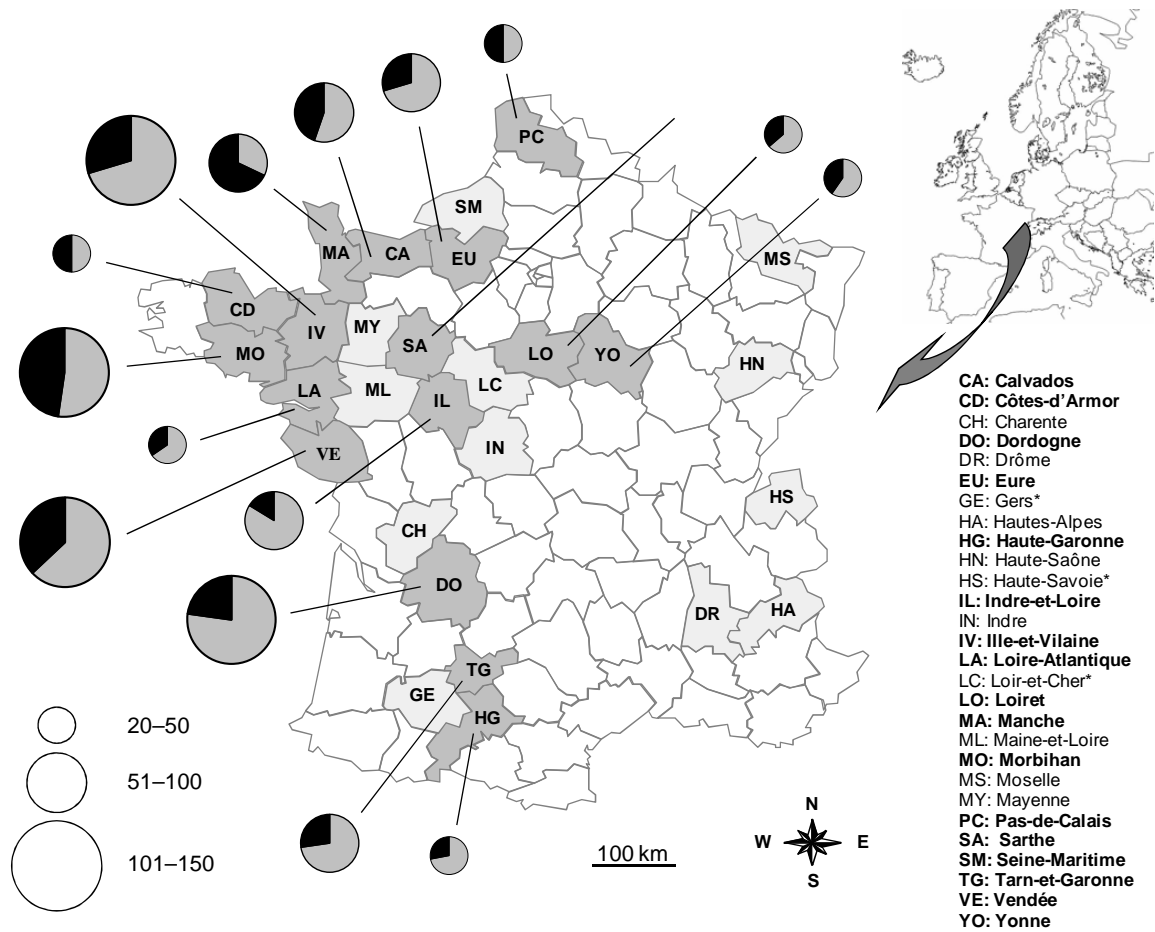 PC
SM
MA
CA
EU
MS
CD
IV
MY
SA
LO
YO
MO
HN
LA
ML
IL
LC
VE
IN
HS
CH
DO
DR
HA
TG
GE
HG
20–50
51–100
101–150
100 km
N
W
E
S
CA: Calvados
CD: Côtes-d'Armor
CH: Charente
DO: Dordogne
DR: Drôme
EU: Eure
GE: Gers*
HA: Hautes-Alpes
HG: Haute-Garonne
HN: Haute-Saône
HS: Haute-Savoie*
IL: Indre-et-Loire
IN: Indre
IV: Ille-et-Vilaine
LA: Loire-Atlantique
LC: Loir-et-Cher*
LO: Loiret
MA: Manche
ML: Maine-et-Loire
MO: Morbihan
MS: Moselle
MY: Mayenne
PC: Pas-de-Calais
SA: Sarthe
SM: Seine-Maritime
TG: Tarn-et-Garonne
VE: Vendée
YO: Yonne